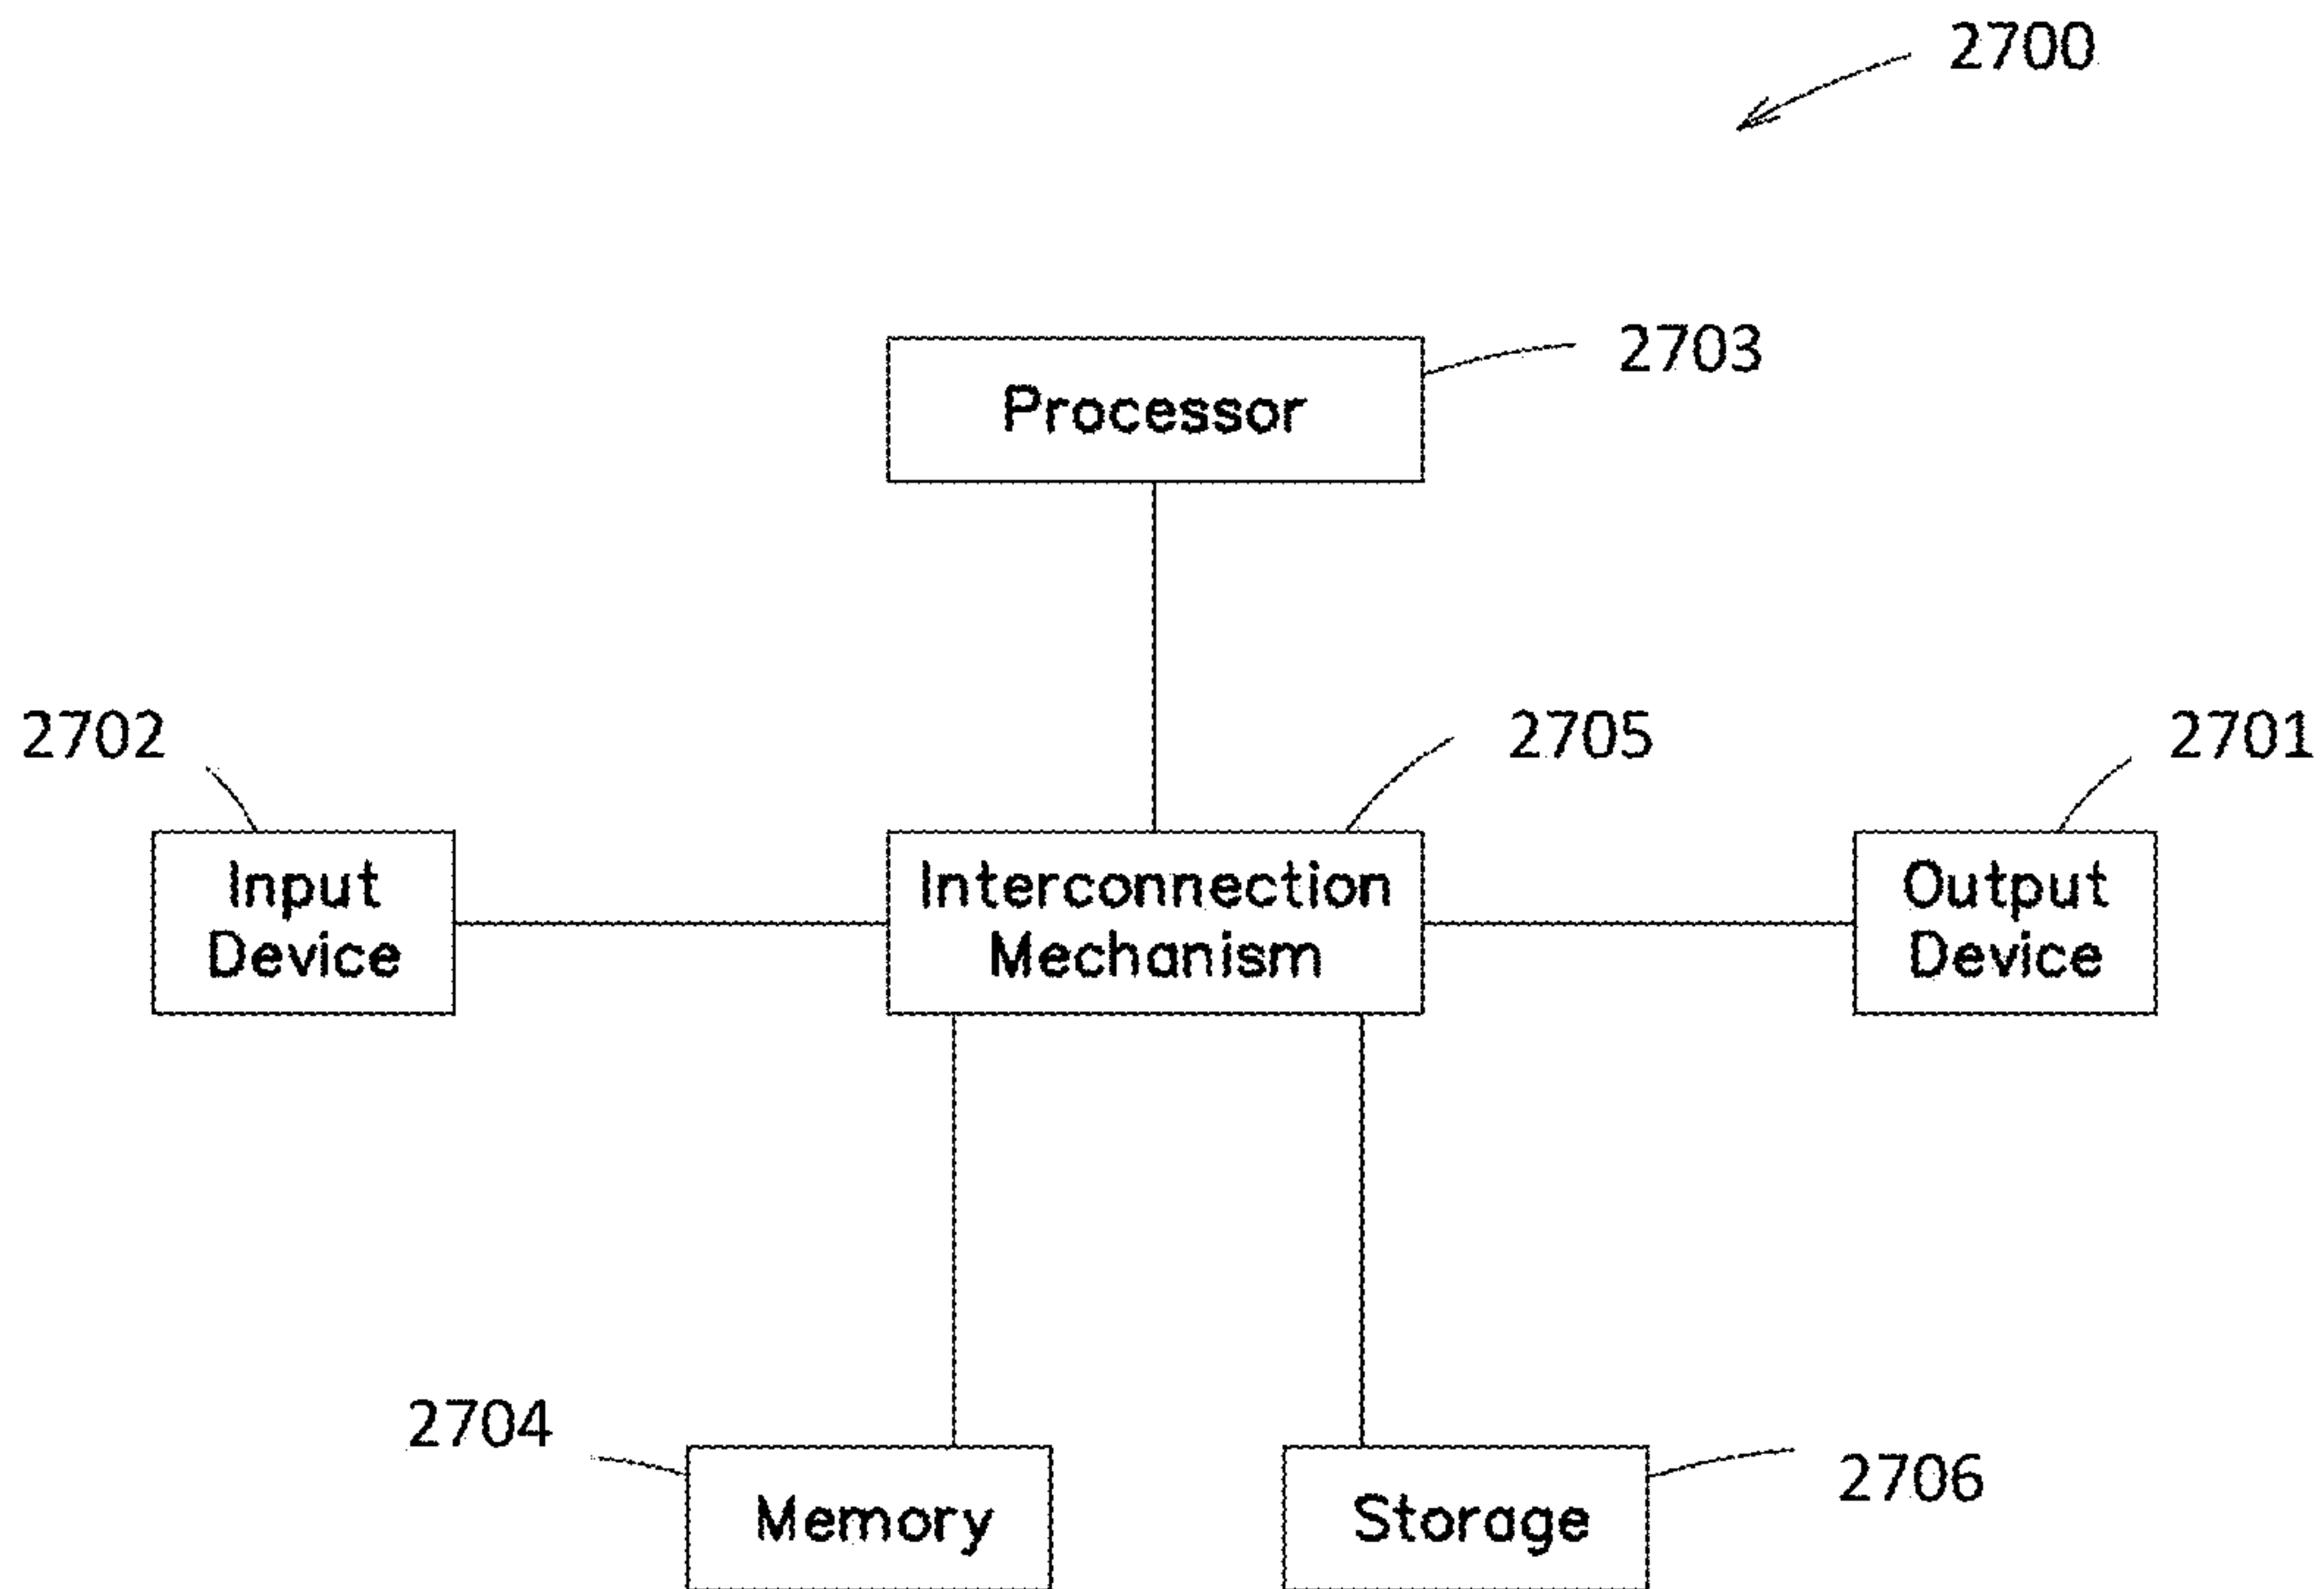 2700
Processor
2703
2702
2705
2701
Input
Device
Interconnection
Mechanism
Output
Device
2704
Memory
Storage
2706